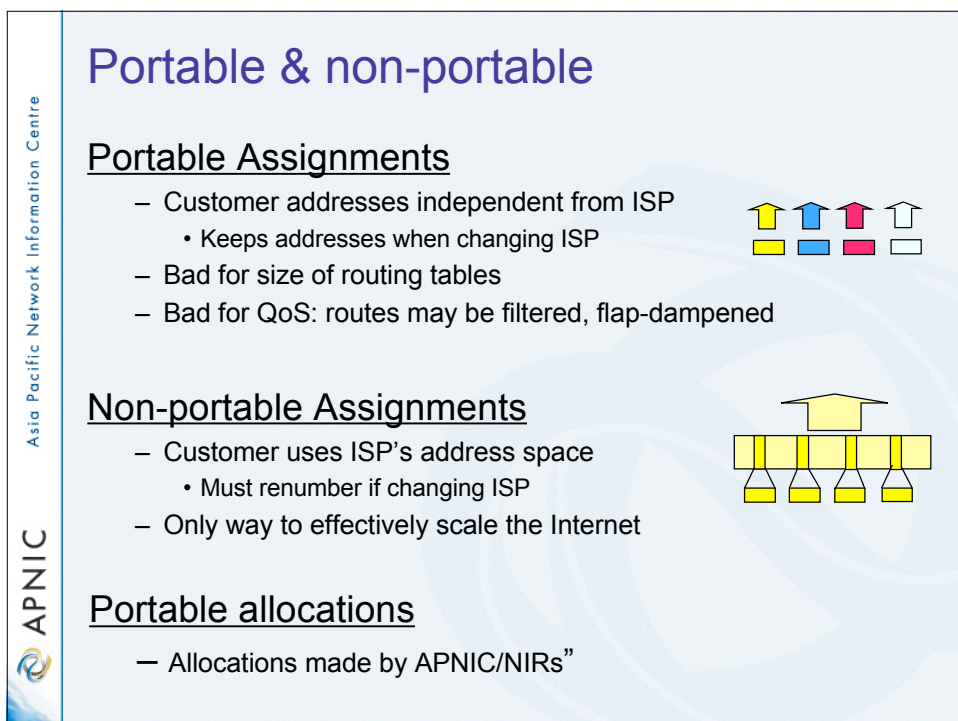 Portable & non-portable
Portable Assignments
– Customer addresses independent from ISP
• Keeps addresses when changing ISP
– Bad for size of routing tables
– Bad for QoS: routes may be filtered, flap-dampened
Non-portable Assignments
– Customer uses ISP’s address space
• Must renumber if changing ISP
– Only way to effectively scale the Internet
Portable allocations
– Allocations made by APNIC/NIRs”
Asia Pacific Network Information Centre
APNIC